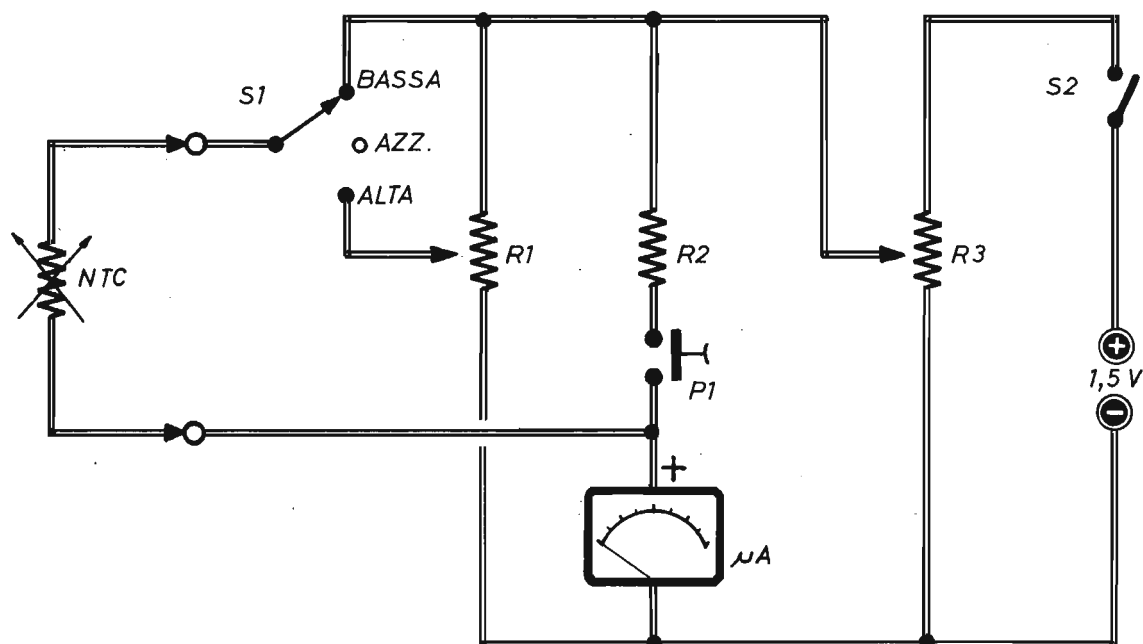 BASSA
S1
S2
AZZ.
ALTA
R1
R2
R3
NTC
+
1,5 V
-
P1
+
μA